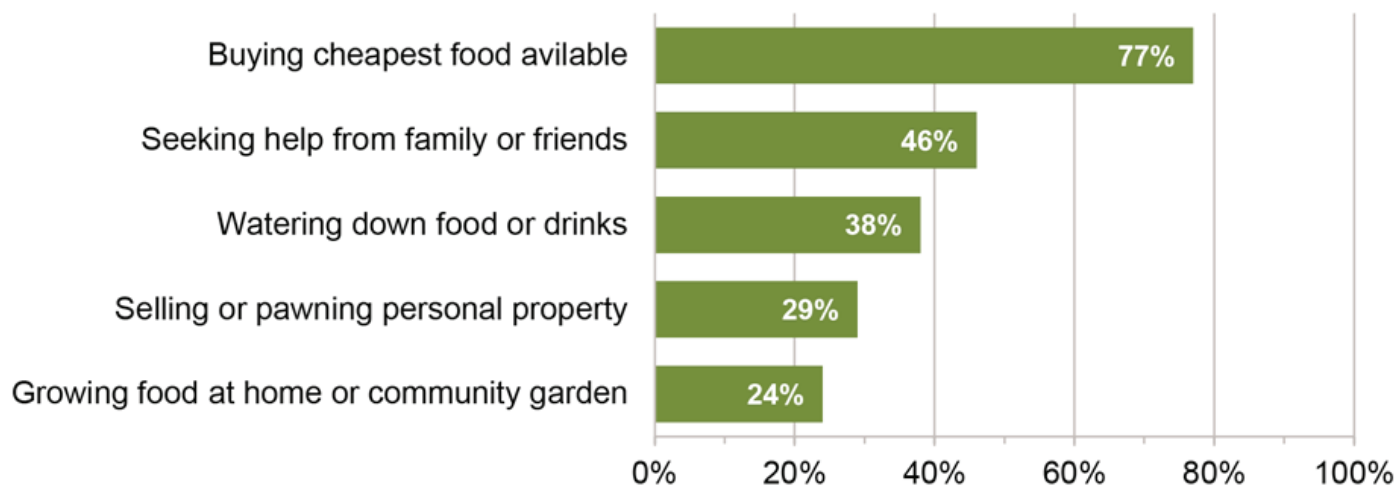 Buying cheapest food avilable
77%
Seeking help from family or friends
46%
Watering down food or drinks
38%
Selling or pawning personal property
29%
Growing food at home or community garden
24%
0% 20% 40% 60% 80% 100%